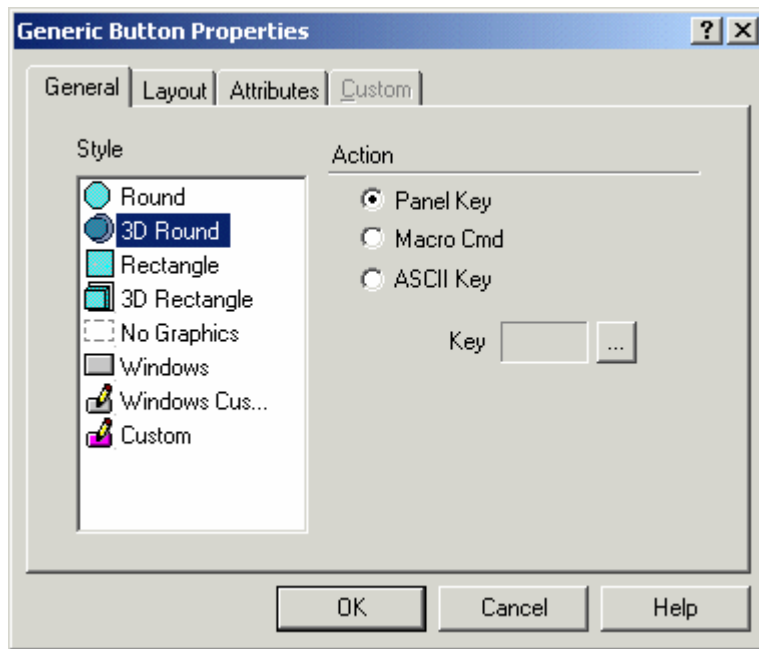 Generic Button Properties
General Layout Attributes Custom
Style
Action
Round
3D Round
Rectangle
3D Rectangle
No Graphics
Windows
Windows Cus...
Custom
Panel Key
Macro Cmd
ASCII Key
Key ...
OK Cancel Help